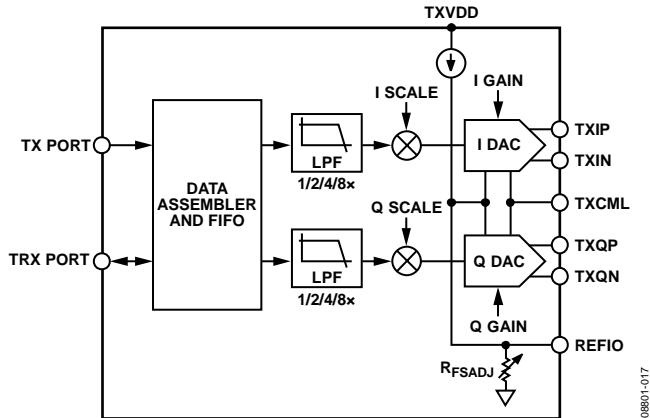 TXVDD
I SCALE
I GAIN
TX PORT
DATA
ASSEMBLER
AND FIFO
LPF
1/2/4/8×
I DAC
TXIP
TXIN
TXCML
Q SCALE
TRX PORT
LPF
1/2/4/8×
Q DAC
TXQP
TXQN
Q GAIN
REFIO
RFSADJ
08801-017